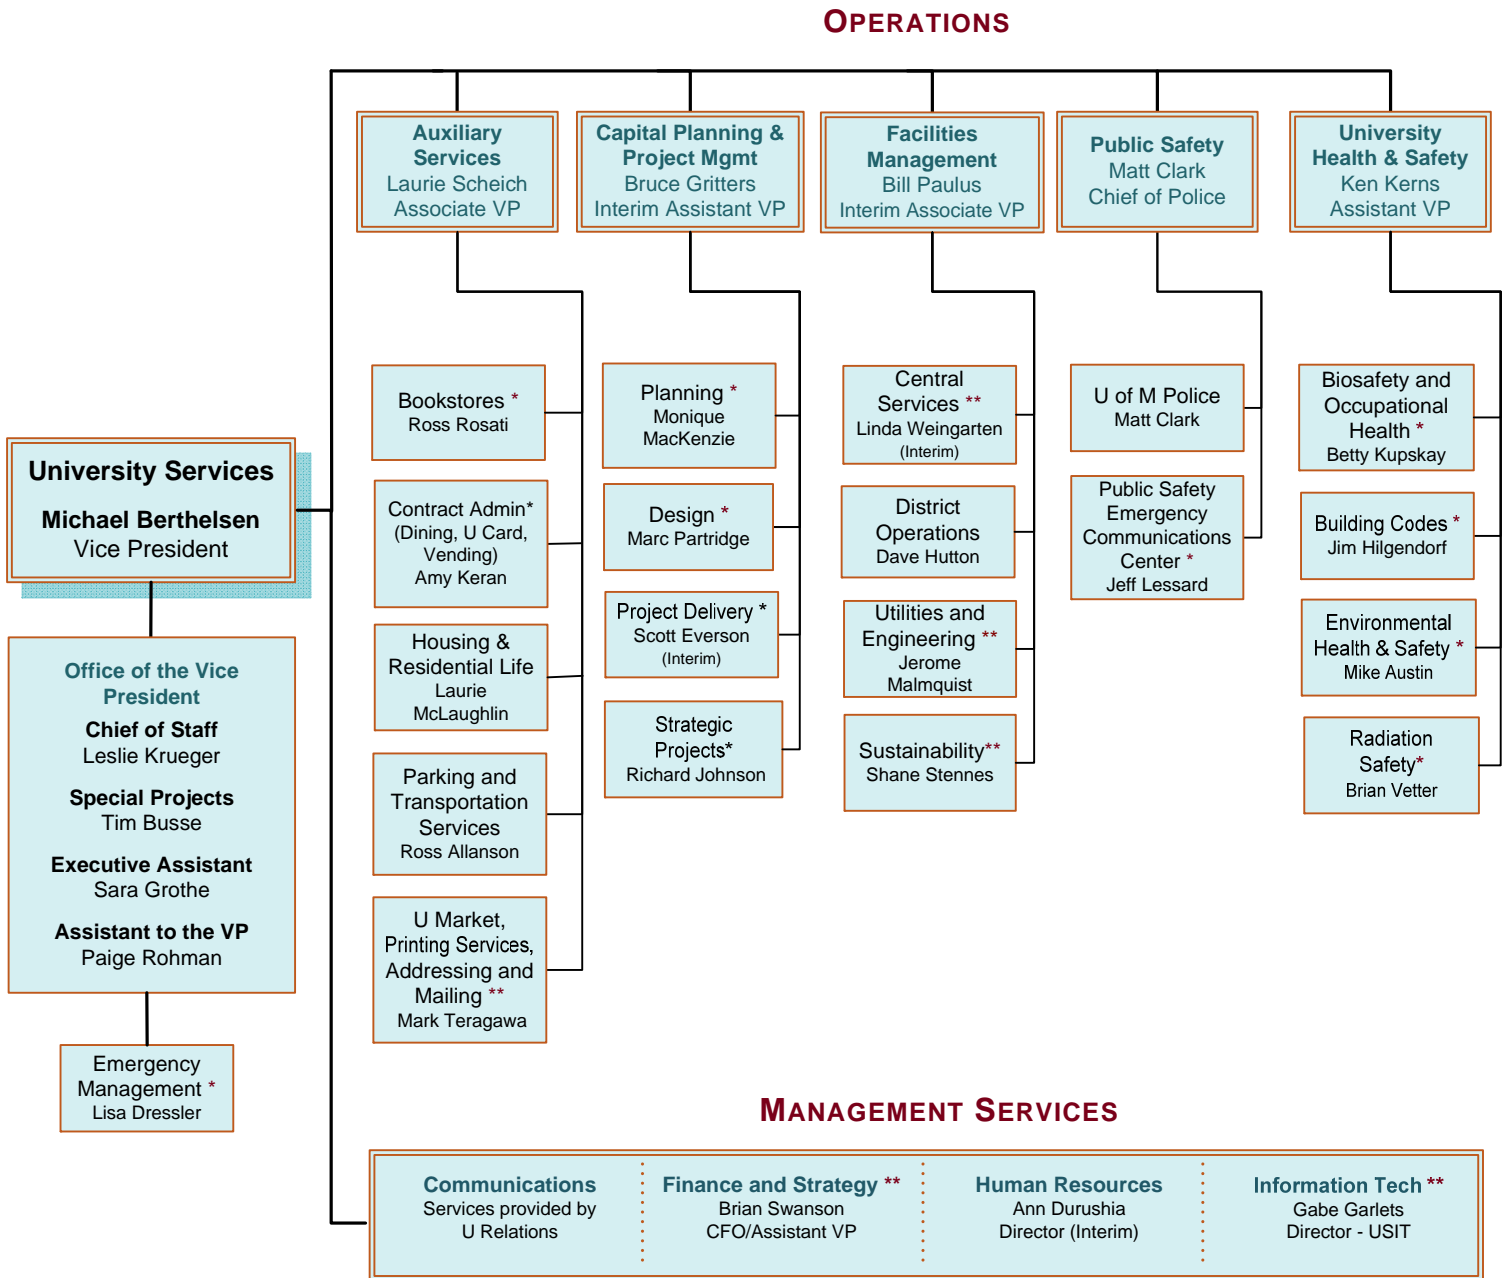 OPERATIONS
Auxiliary
Services
Laurie Scheich
Associate VP
Capital Planning &
Project Mgmt
Bruce Gritters
Interim Assistant VP
Facilities
Management
Bill Paulus
Interim Associate VP
Public Safety
Matt Clark
Chief of Police
University
Health & Safety
Ken Kerns
Assistant VP
University Services
Michael Berthelsen
Vice President
Office of the Vice
President
Chief of Staff
Leslie Krueger
Special Projects
Tim Busse
Executive Assistant
Sara Grothe
Assistant to the VP
Paige Rohman
Emergency
Management *
Lisa Dressler
Bookstores *
Ross Rosati
Contract Admin*
(Dining, U Card,
Vending)
Amy Keran
Housing &
Residential Life
Laurie
McLaughlin
Parking and
Transportation
Services
Ross Allanson
U Market,
Printing Services,
Addressing and
Mailing **
Mark Teragawa
Planning *
Monique
MacKenzie
Design *
Marc Partridge
Project Delivery *
Scott Everson
(Interim)
Strategic
Projects*
Richard Johnson
Central
Services **
Linda Weingarten
(Interim)
District
Operations
Dave Hutton
Utilities and
Engineering **
Jerome
Malmquist
Sustainability**
Shane Stennes
U of M Police
Matt Clark
Public Safety
Emergency
Communications
Center *
Jeff Lessard
Biosafety and
Occupational
Health *
Betty Kupskay
Building Codes *
Jim Hilgendorf
Environmental
Health & Safety *
Mike Austin
Radiation
Safety*
Brian Vetter
MANAGEMENT SERVICES
Communications
Services provided by
U Relations
Finance and Strategy **
Brian Swanson
CFO/Assistant VP
Human Resources
Ann Durushia
Director (Interim)
Information Tech **
Gabe Garlets
Director - USIT